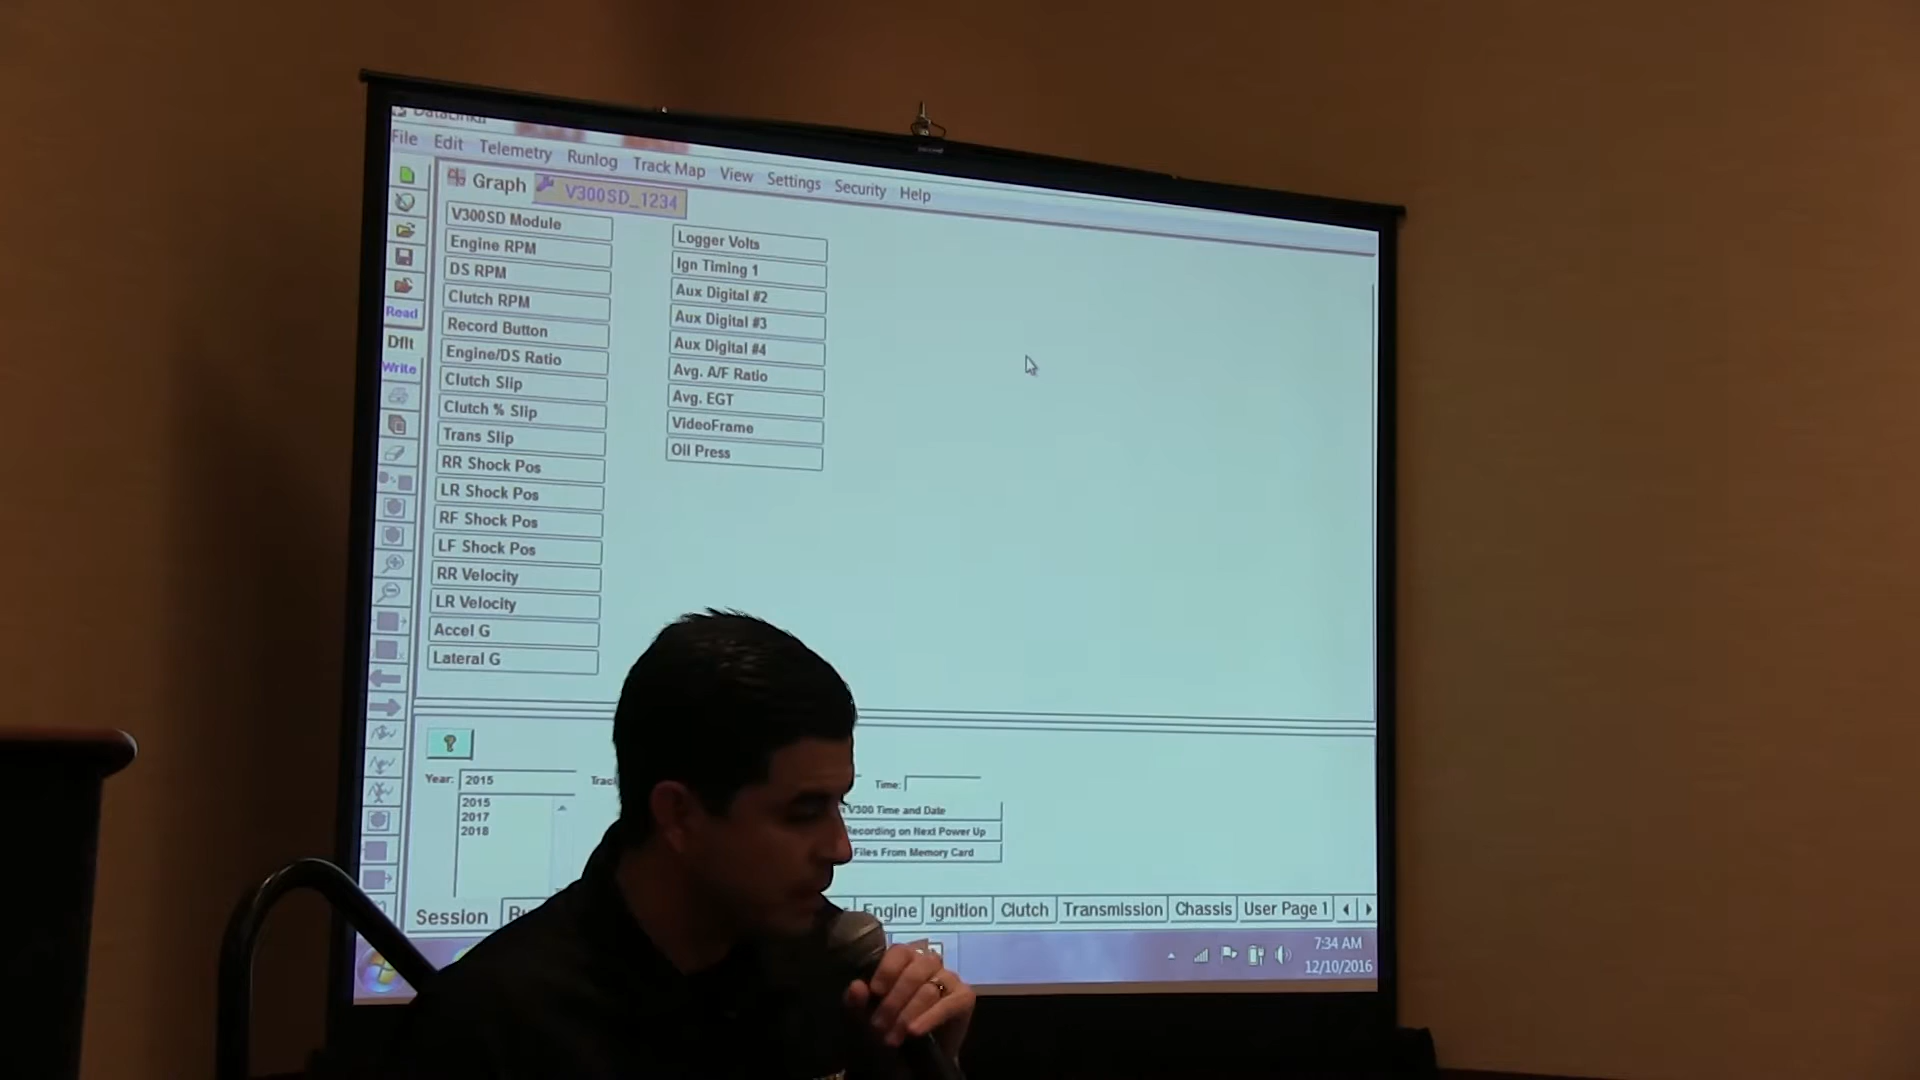 DataLinkII
File Edit Telemetry Runlog Track Map View Settings Security Help
Graph V300SD_1234
V300SD Module
Engine RPM
DS RPM
Clutch RPM
Record Button
Engine/DS Ratio
Clutch Slip
Clutch % Slip
Trans Slip
RR Shock Pos
LR Shock Pos
RF Shock Pos
LF Shock Pos
RR Velocity
LR Velocity
Accel G
Lateral G
Logger Volts
Ign Timing 1
Aux Digital #2
Aux Digital #3
Aux Digital #4
Avg. A/F Ratio
Avg. EGT
VideoFrame
Oil Press
Read
Dflt
Write
?
Year: 2015
2015
2017
2018
Time:
V300 Time and Date
Recording on Next Power Up
Files From Memory Card
Session Engine Ignition Clutch Transmission Chassis User Page 1
7:34 AM
12/10/2016